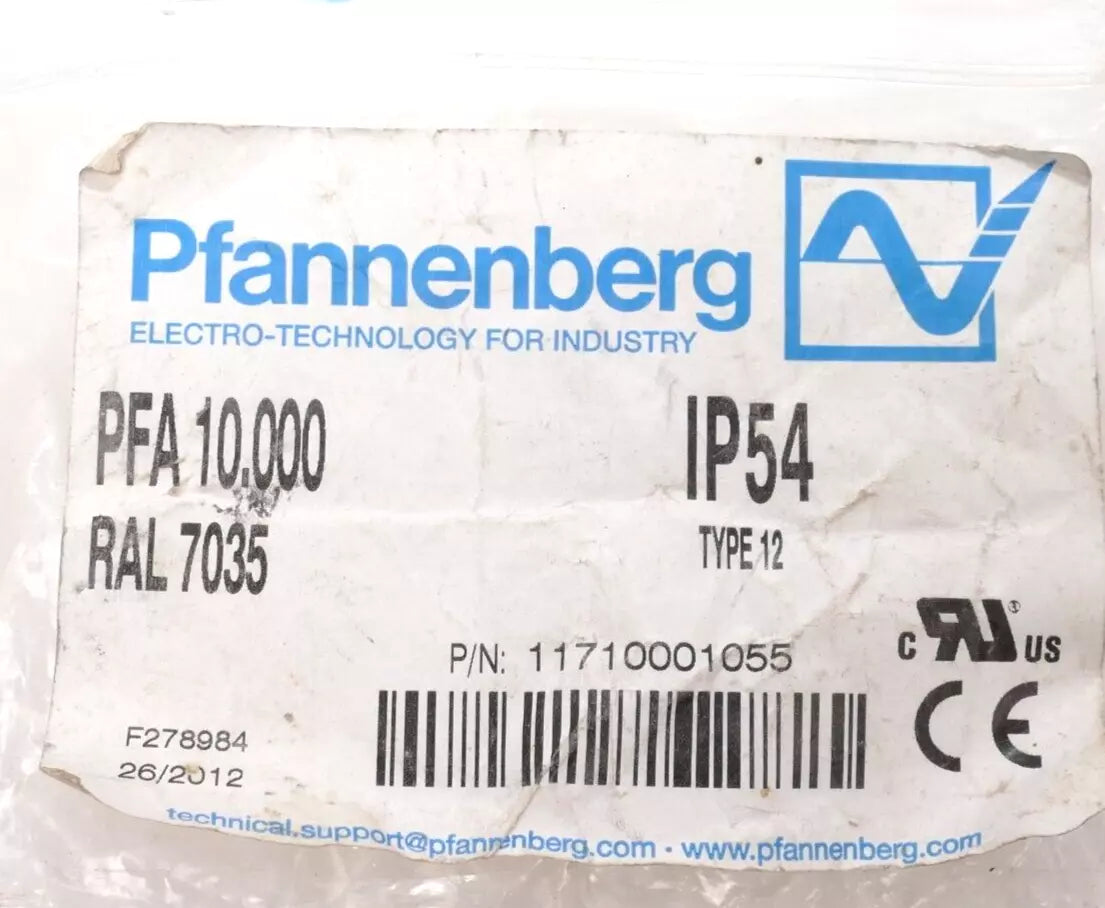 Pfannenberg
ELECTRO-TECHNOLOGY FOR INDUSTRY
PFA 10.000
IP54
RAL 7035
TYPE 12
P/N: 11710001055
C RU ® US
CE
F278984
26/2012
technical.support@pfannenberg.com · www.pfannenberg.com